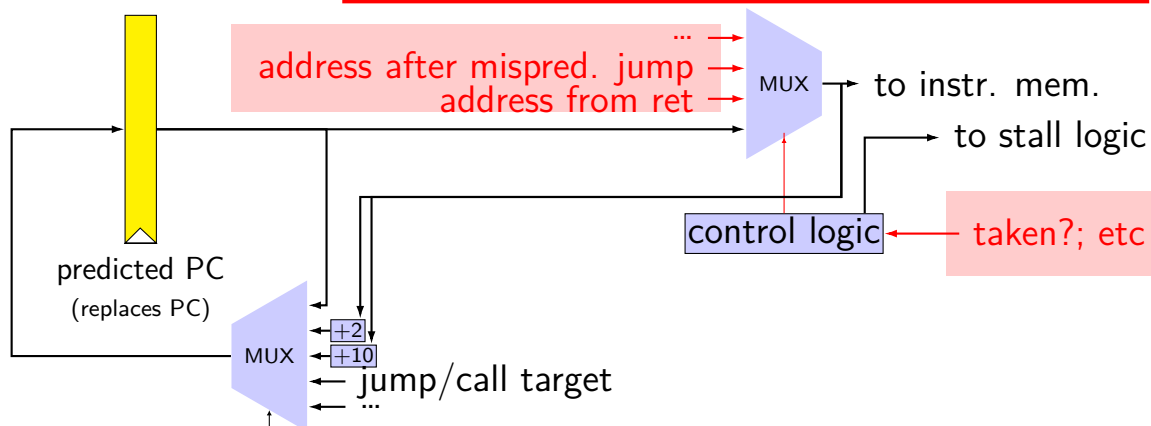 ...
address after mispred. jump
address from ret
MUX
to instr. mem.
to stall logic
control logic
taken?; etc
predicted PC
(replaces PC)
MUX
+2
+10
jump/call target
...